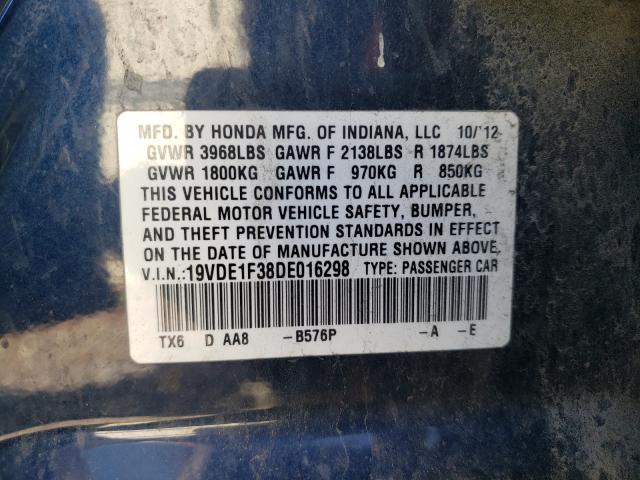 MFD. BY HONDA MFG. OF INDIANA, LLC 10/12
GVWR 3968LBS GAWR F 2138LBS R 1874LBS
GVWR 1800KG GAWR F 970KG R 850KG
THIS VEHICLE CONFORMS TO ALL APPLICABLE
FEDERAL MOTOR VEHICLE SAFETY, BUMPER,
AND THEFT PREVENTION STANDARDS IN EFFECT
ON THE DATE OF MANUFACTURE SHOWN ABOVE.
V.I.N.:19VDE1F38DE016298 TYPE: PASSENGER CAR
TX6 D AA8 -B576P -A -E